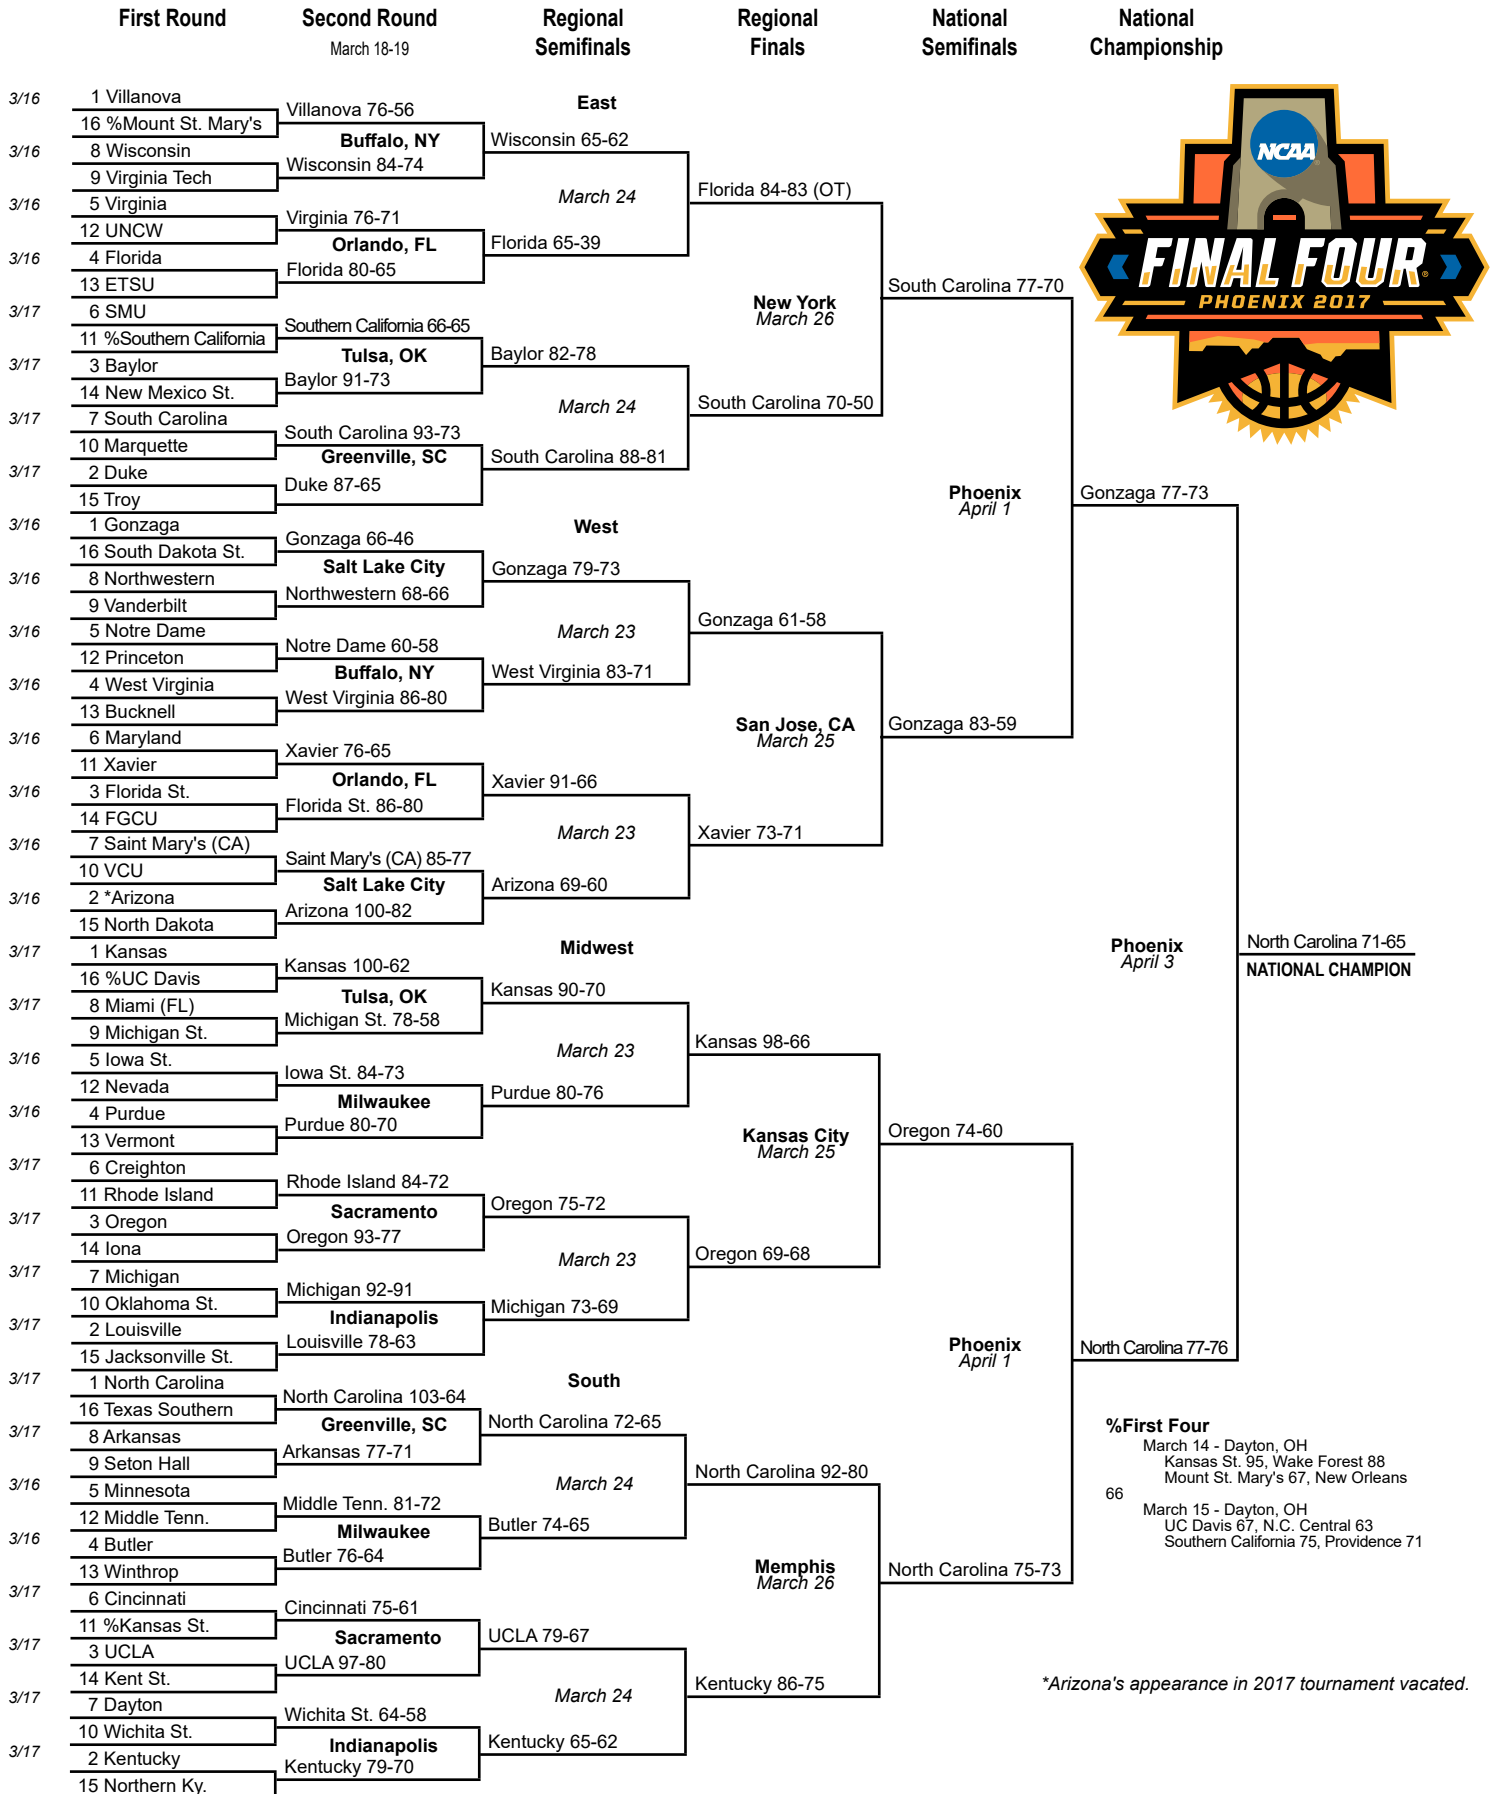 First Round
Second Round
March 18-19
Regional
Semifinals
Regional
Finals
National
Semifinals
National
Championship
3/16
1 Villanova
16 %Mount St. Mary's
3/16
8 Wisconsin
9 Virginia Tech
3/16
5 Virginia
12 UNCW
3/16
4 Florida
13 ETSU
3/17
6 SMU
11 %Southern California
3/17
3 Baylor
14 New Mexico St.
3/17
7 South Carolina
10 Marquette
3/17
2 Duke
15 Troy
3/16
1 Gonzaga
16 South Dakota St.
3/16
8 Northwestern
9 Vanderbilt
3/16
5 Notre Dame
12 Princeton
3/16
4 West Virginia
13 Bucknell
3/16
6 Maryland
11 Xavier
3/16
3 Florida St.
14 FGCU
3/16
7 Saint Mary's (CA)
10 VCU
3/16
2 *Arizona
15 North Dakota
3/17
1 Kansas
16 %UC Davis
3/17
8 Miami (FL)
9 Michigan St.
3/16
5 Iowa St.
12 Nevada
3/16
4 Purdue
13 Vermont
3/17
6 Creighton
11 Rhode Island
3/17
3 Oregon
14 Iona
3/17
7 Michigan
10 Oklahoma St.
3/17
2 Louisville
15 Jacksonville St.
3/17
1 North Carolina
16 Texas Southern
3/17
8 Arkansas
9 Seton Hall
3/16
5 Minnesota
12 Middle Tenn.
3/16
4 Butler
13 Winthrop
3/17
6 Cincinnati
11 %Kansas St.
3/17
3 UCLA
14 Kent St.
3/17
7 Dayton
10 Wichita St.
3/17
2 Kentucky
15 Northern Ky.
Villanova 76-56
Buffalo, NY
Wisconsin 84-74
Virginia 76-71
Orlando, FL
Florida 80-65
Southern California 66-65
Tulsa, OK
Baylor 91-73
South Carolina 93-73
Greenville, SC
Duke 87-65
Gonzaga 66-46
Salt Lake City
Northwestern 68-66
Notre Dame 60-58
Buffalo, NY
West Virginia 86-80
Xavier 76-65
Orlando, FL
Florida St. 86-80
Saint Mary's (CA) 85-77
Salt Lake City
Arizona 100-82
Kansas 100-62
Tulsa, OK
Michigan St. 78-58
Iowa St. 84-73
Milwaukee
Purdue 80-70
Rhode Island 84-72
Sacramento
Oregon 93-77
Michigan 92-91
Indianapolis
Louisville 78-63
North Carolina 103-64
Greenville, SC
Arkansas 77-71
Middle Tenn. 81-72
Milwaukee
Butler 76-64
Cincinnati 75-61
Sacramento
UCLA 97-80
Wichita St. 64-58
Indianapolis
Kentucky 79-70
East
Wisconsin 65-62
March 24
Florida 65-39
Baylor 82-78
March 24
South Carolina 88-81
West
Gonzaga 79-73
March 23
West Virginia 83-71
Xavier 91-66
March 23
Arizona 69-60
Midwest
Kansas 90-70
March 23
Purdue 80-76
Oregon 75-72
March 23
Michigan 73-69
South
North Carolina 72-65
March 24
Butler 74-65
UCLA 79-67
March 24
Kentucky 65-62
Florida 84-83 (OT)
New York
March 26
South Carolina 70-50
Gonzaga 61-58
San Jose, CA
March 25
Xavier 73-71
Kansas 98-66
Kansas City
March 25
Oregon 69-68
North Carolina 92-80
Memphis
March 26
Kentucky 86-75
South Carolina 77-70
Phoenix
April 1
Gonzaga 83-59
Oregon 74-60
Phoenix
April 1
North Carolina 75-73
Gonzaga 77-73
Phoenix
April 3
North Carolina 77-76
North Carolina 71-65
NATIONAL CHAMPION
NCAA
FINAL FOUR®
PHOENIX 2017
%First Four
March 14 - Dayton, OH
Kansas St. 95, Wake Forest 88
Mount St. Mary's 67, New Orleans
66
March 15 - Dayton, OH
UC Davis 67, N.C. Central 63
Southern California 75, Providence 71
*Arizona's appearance in 2017 tournament vacated.